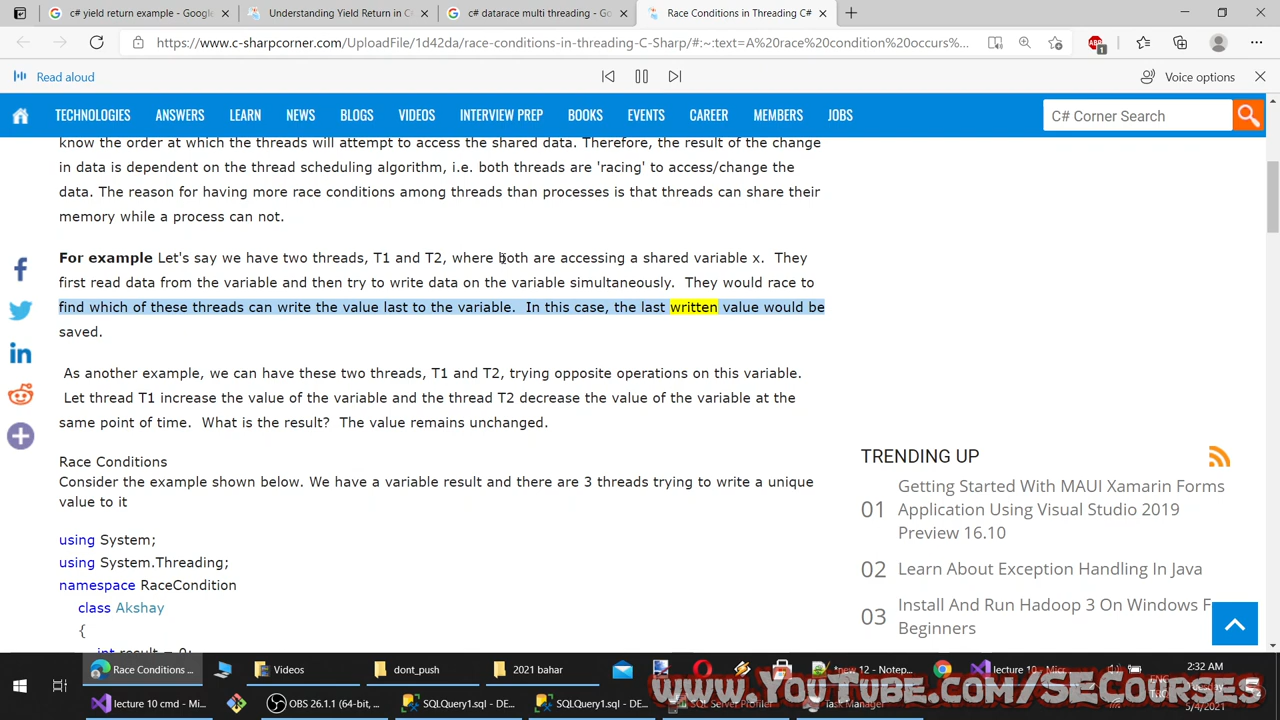 c# yield return example - Google
Understanding Yield Return in C
c# datarace multi threading - Go
Race Conditions in Threading C#
https://www.c-sharpcorner.com/UploadFile/1d42da/race-conditions-in-threading-C-Sharp/#:~:text=A%20race%20condition%20occurs%...
1
Read aloud
Voice options
TECHNOLOGIES ANSWERS LEARN NEWS BLOGS VIDEOS INTERVIEW PREP BOOKS EVENTS CAREER MEMBERS JOBS
C# Corner Search
know the order at which the threads will attempt to access the shared data. Therefore, the result of the change
in data is dependent on the thread scheduling algorithm, i.e. both threads are 'racing' to access/change the
data. The reason for having more race conditions among threads than processes is that threads can share their
memory while a process can not.
For example Let's say we have two threads, T1 and T2, where both are accessing a shared variable x. They
first read data from the variable and then try to write data on the variable simultaneously. They would race to
find which of these threads can write the value last to the variable. In this case, the last written value would be
saved.
As another example, we can have these two threads, T1 and T2, trying opposite operations on this variable.
Let thread T1 increase the value of the variable and the thread T2 decrease the value of the variable at the
same point of time. What is the result? The value remains unchanged.
Race Conditions
Consider the example shown below. We have a variable result and there are 3 threads trying to write a unique
value to it
using System;
using System.Threading;
namespace RaceCondition
class Akshay
{
int result = 0;
TRENDING UP
01 Getting Started With MAUI Xamarin Forms
Application Using Visual Studio 2019
Preview 16.10
02 Learn About Exception Handling In Java
03 Install And Run Hadoop 3 On Windows F
Beginners
Race Conditions ...
Videos
dont_push
2021 bahar
*new 12 - Notep...
lecture 10 - Micr...
2:32 AM
5/4/2021
lecture 10 cmd - Mi...
OBS 26.1.1 (64-bit, ...
SQLQuery1.sql - DE...
SQLQuery1.sql - DE...
SQL Server Profiler
Task Manager
www.YouTube.com/SECourses